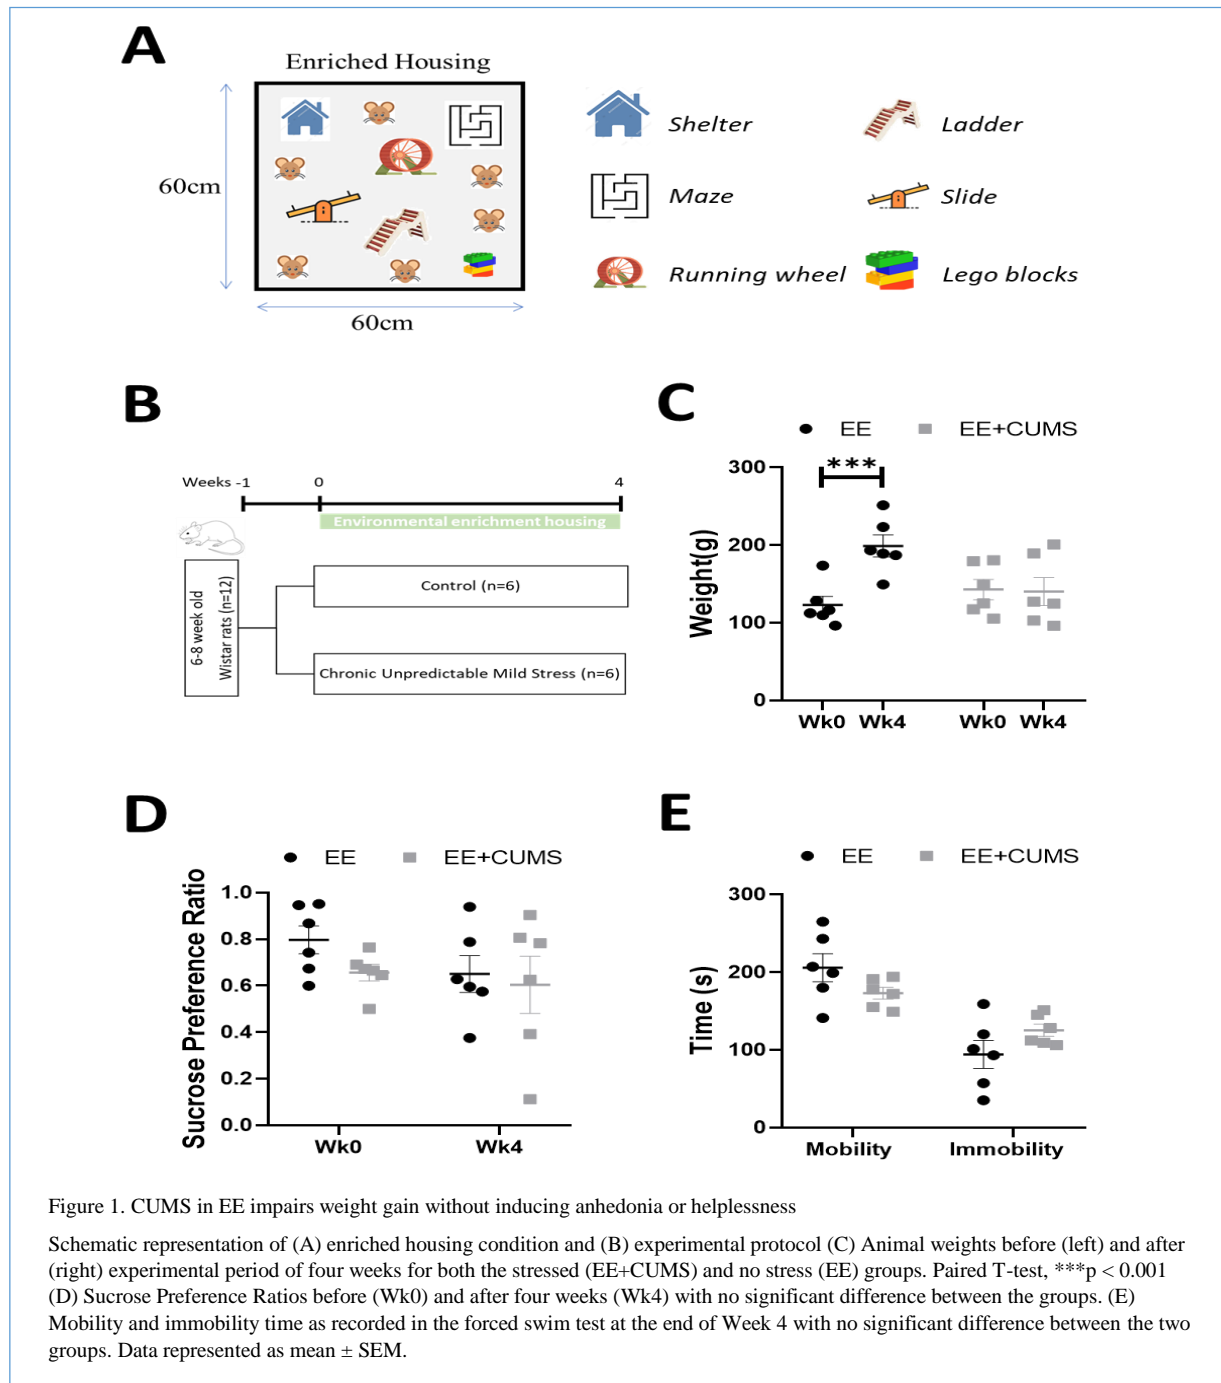 A
Enriched Housing
60cm
60cm
Shelter
Ladder
Maze
Slide
Running wheel
Lego blocks
B
Weeks -1
0
4
Environmental enrichment housing
6-8 week old
Wistar rats (n=12)
Control (n=6)
Chronic Unpredictable Mild Stress (n=6)
C
EE
EE+CUMS
***
Weight(g)
300
200
100
0
Wk0
Wk4
Wk0
Wk4
D
EE
EE+CUMS
Sucrose Preference Ratio
1.0
0.8
0.6
0.4
0.2
0.0
Wk0
Wk4
E
EE
EE+CUMS
Time (s)
300
200
100
0
Mobility
Immobility
Figure 1. CUMS in EE impairs weight gain without inducing anhedonia or helplessness
Schematic representation of (A) enriched housing condition and (B) experimental protocol (C) Animal weights before (left) and after
(right) experimental period of four weeks for both the stressed (EE+CUMS) and no stress (EE) groups. Paired T-test, ***p < 0.001
(D) Sucrose Preference Ratios before (Wk0) and after four weeks (Wk4) with no significant difference between the groups. (E)
Mobility and immobility time as recorded in the forced swim test at the end of Week 4 with no significant difference between the two
groups. Data represented as mean ± SEM.